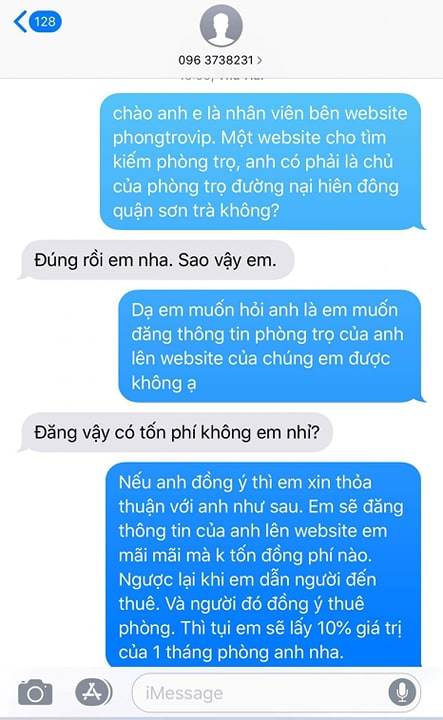 128
096 3738231 >
chào anh e là nhân viên bên website
phongtrovip. Một website cho tìm
kiếm phòng trọ, anh có phải là chủ
của phòng trọ đường nại hiên đông
quận sơn trà không?
Đúng rồi em nha. Sao vậy em.
Dạ em muốn hỏi anh là em muốn
đăng thông tin phòng trọ của anh
lên website của chúng em được
không ạ
Đăng vậy có tốn phí không em nhỉ?
Nếu anh đồng ý thì em xin thỏa
thuận với anh như sau. Em sẽ đăng
thông tin của anh lên website em
mãi mãi mà k tốn đồng phí nào.
Ngược lại khi em dẫn người đến
thuê. Và người đó đồng ý thuê
phòng. Thì tụi em sẽ lấy 10% giá trị
của 1 tháng phòng anh nha.
iMessage